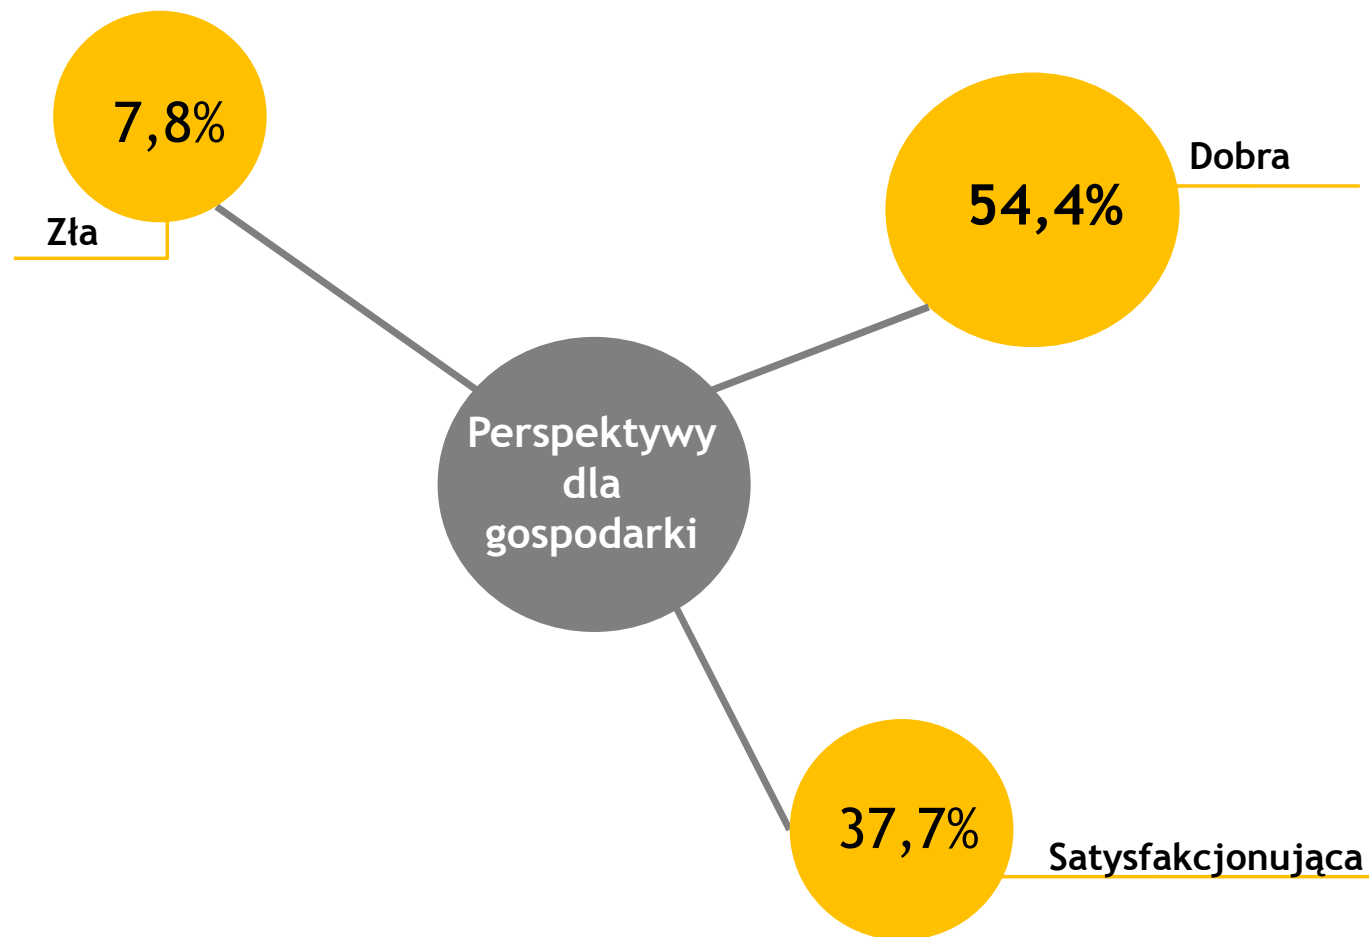 7,8%
Zła
Dobra
54,4%
Perspektywy
dla
gospodarki
37,7%
Satysfakcjonująca